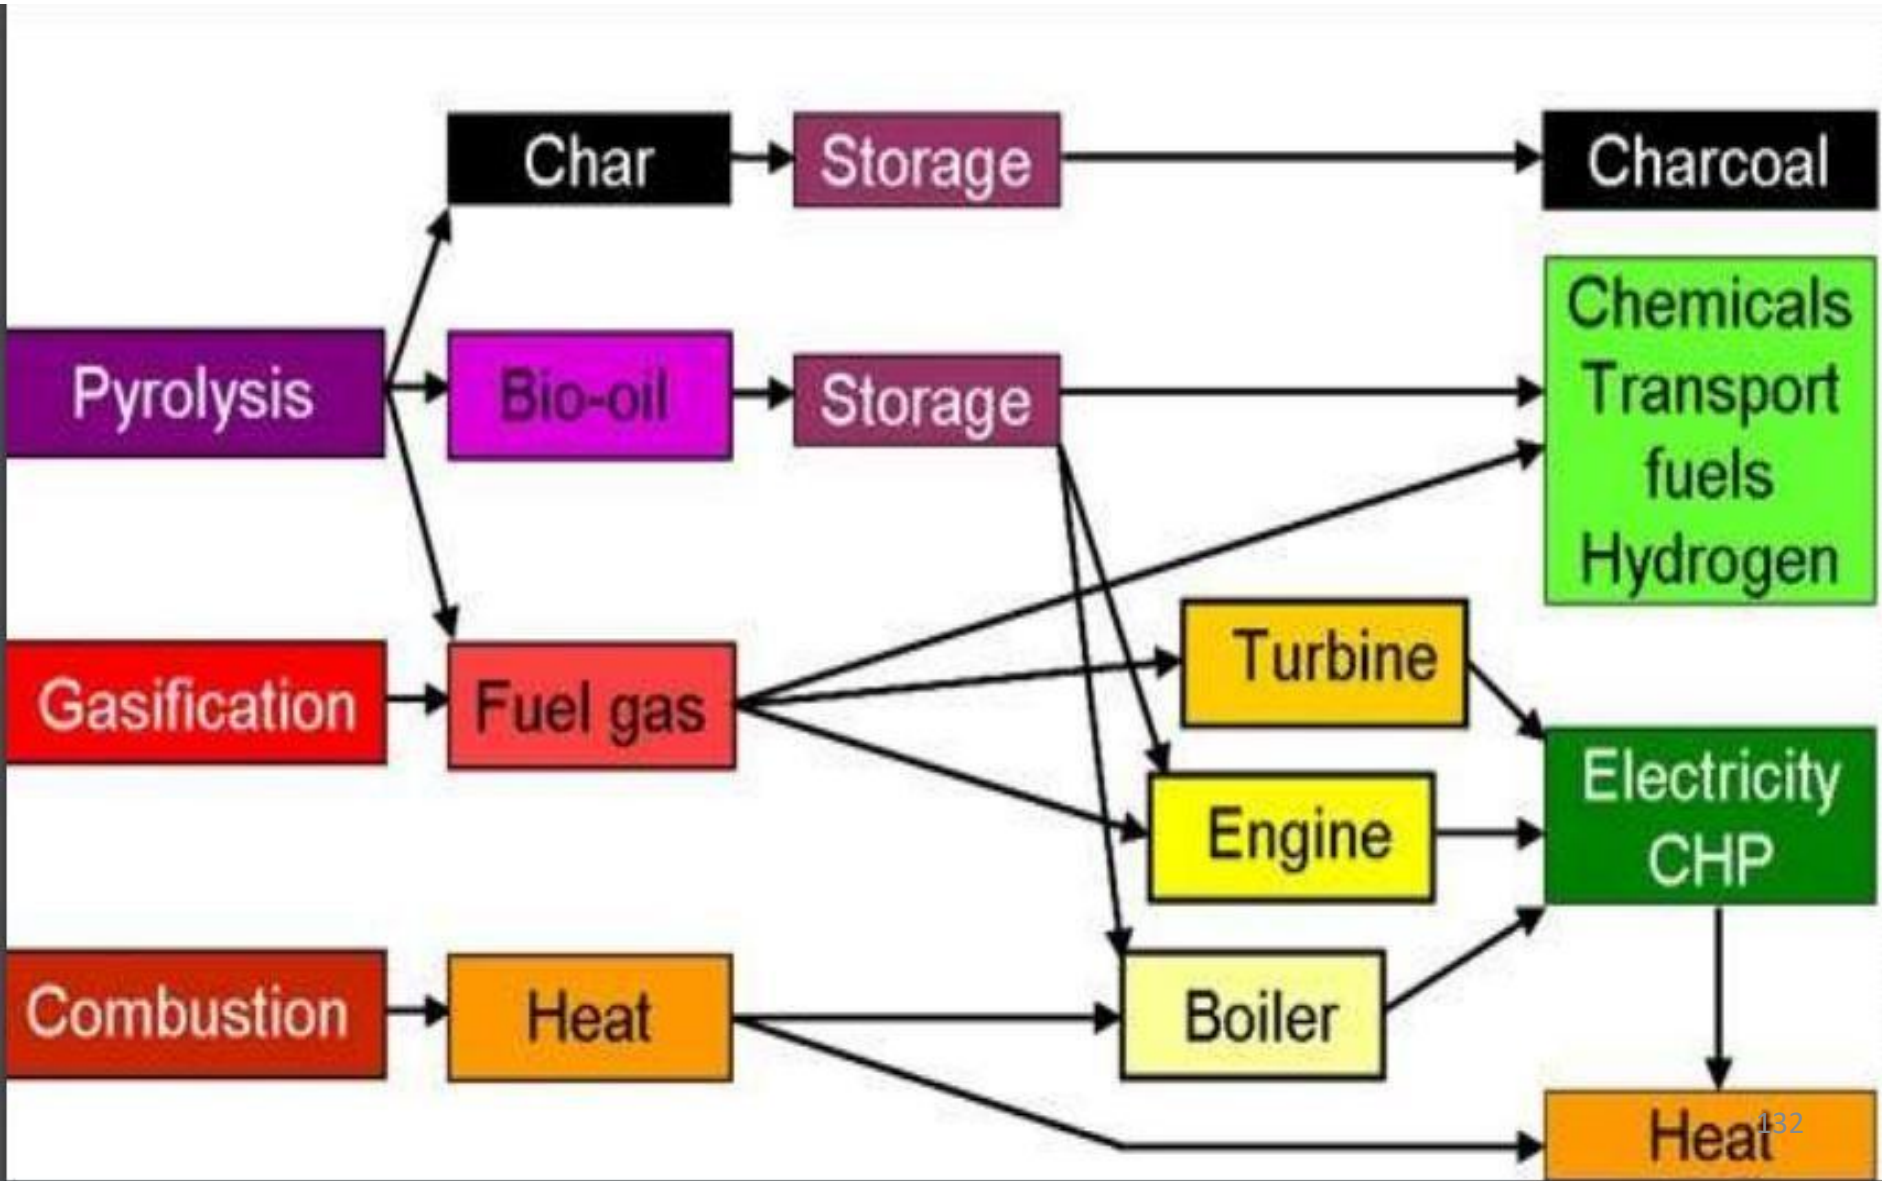 Char
Storage
Charcoal
Pyrolysis
Bio-oil
Storage
Chemicals
Transport
fuels
Hydrogen
Gasification
Fuel gas
Turbine
Engine
Electricity
CHP
Combustion
Heat
Boiler
Heat
132